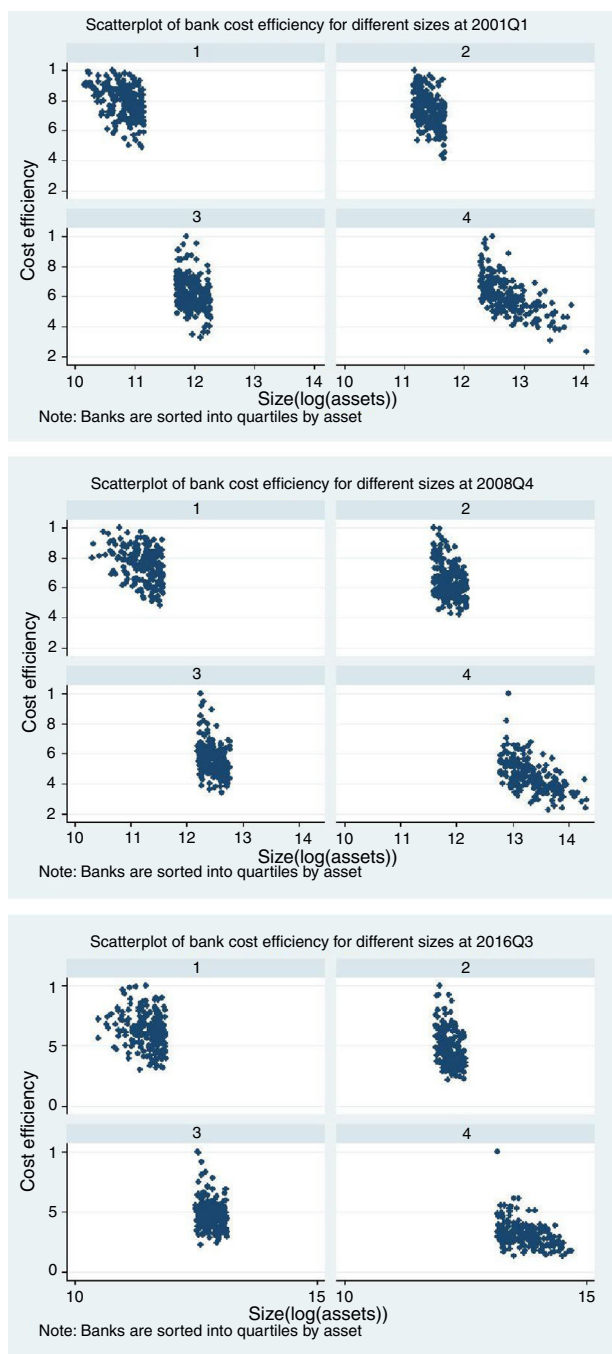 Scatterplot of bank cost efficiency for different sizes at 2001Q1
1 2
1
8
6
4
2
3 4
1
8
6
4
2
Cost efficiency
10 11 12 13 14 10 11 12 13 14
Size(log(assets))
Note: Banks are sorted into quartiles by asset
Scatterplot of bank cost efficiency for different sizes at 2008Q4
1 2
1
8
6
4
2
3 4
1
8
6
4
2
Cost efficiency
10 11 12 13 14 10 11 12 13 14
Size(log(assets))
Note: Banks are sorted into quartiles by asset
Scatterplot of bank cost efficiency for different sizes at 2016Q3
1 2
1
5
0
3 4
1
5
0
Cost efficiency
10 15 10 15
Size(log(assets))
Note: Banks are sorted into quartiles by asset